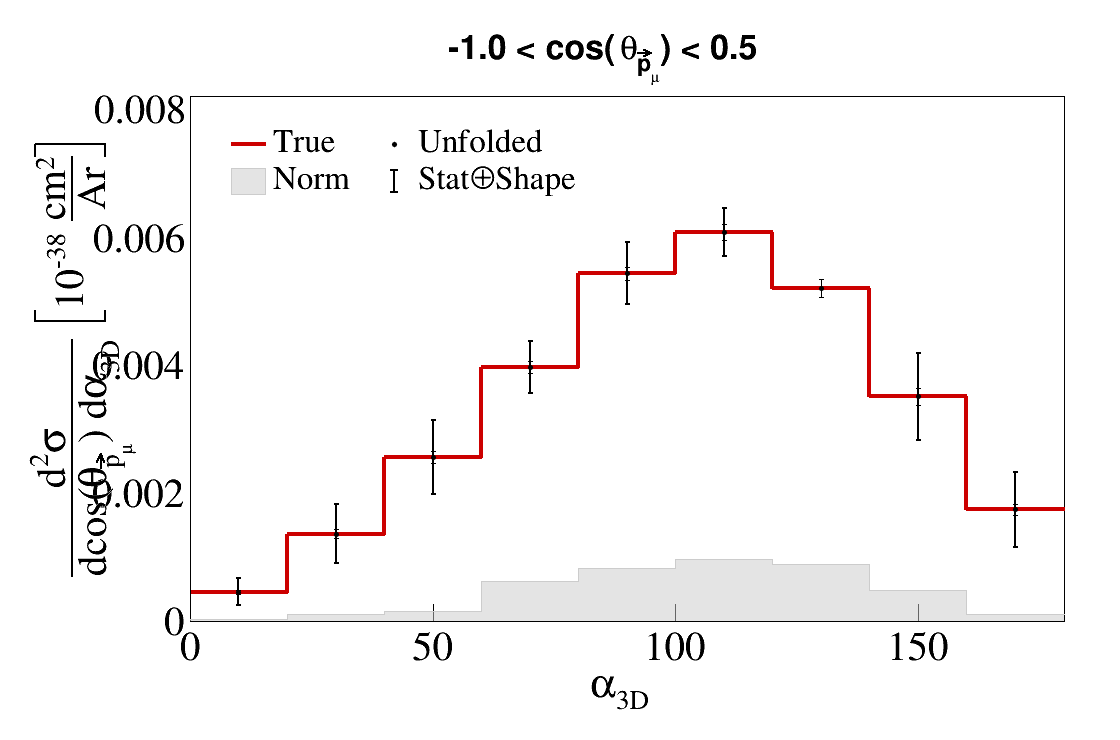 -1.0 < cos(θp⃗μ) < 0.5
d²σ
dcos(θp⃗μ) dα3D
[10⁻³⁸ cm²
Ar]
0.008
0.006
0.004
0.002
0
True
Unfolded
Norm
Stat⊕Shape
0 50 100 150
α3D